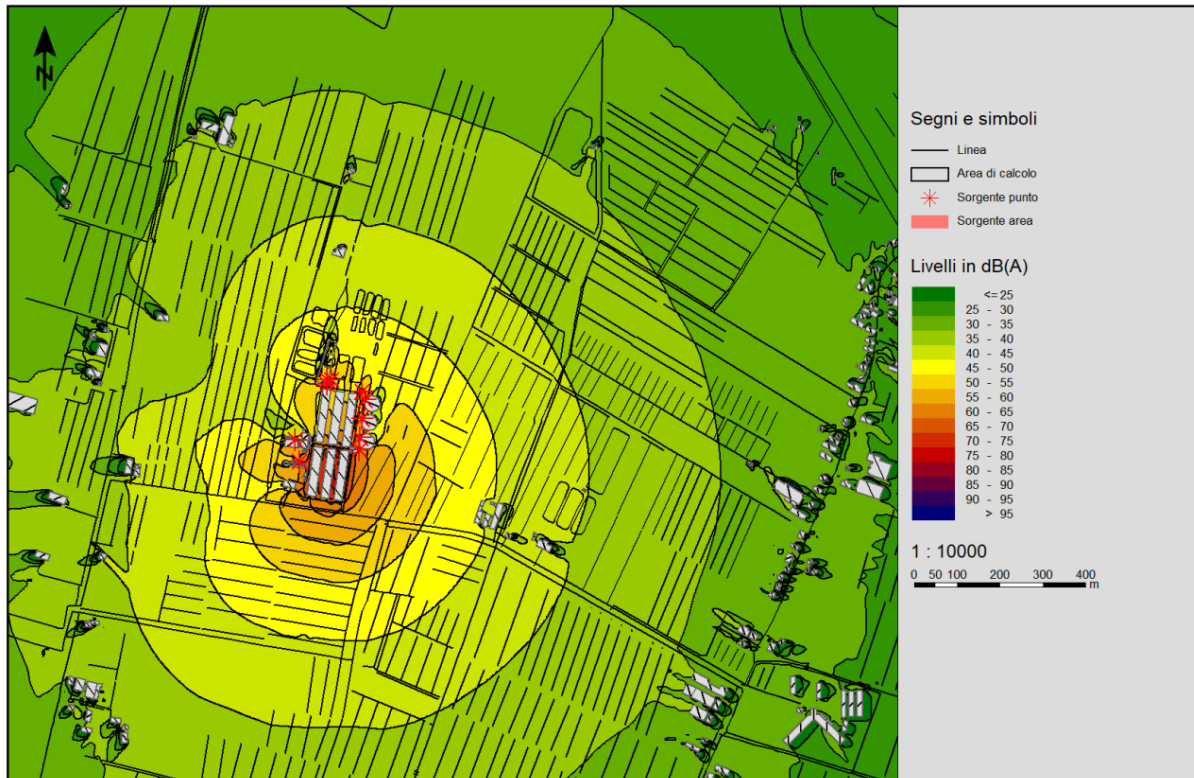 N
Segni e simboli
Linea
Area di calcolo
Sorgente punto
Sorgente area
Livelli in dB(A)
<= 25
25 - 30
30 - 35
35 - 40
40 - 45
45 - 50
50 - 55
55 - 60
60 - 65
65 - 70
70 - 75
75 - 80
80 - 85
85 - 90
90 - 95
> 95
1 : 10000
0 50 100 200 300 400 m